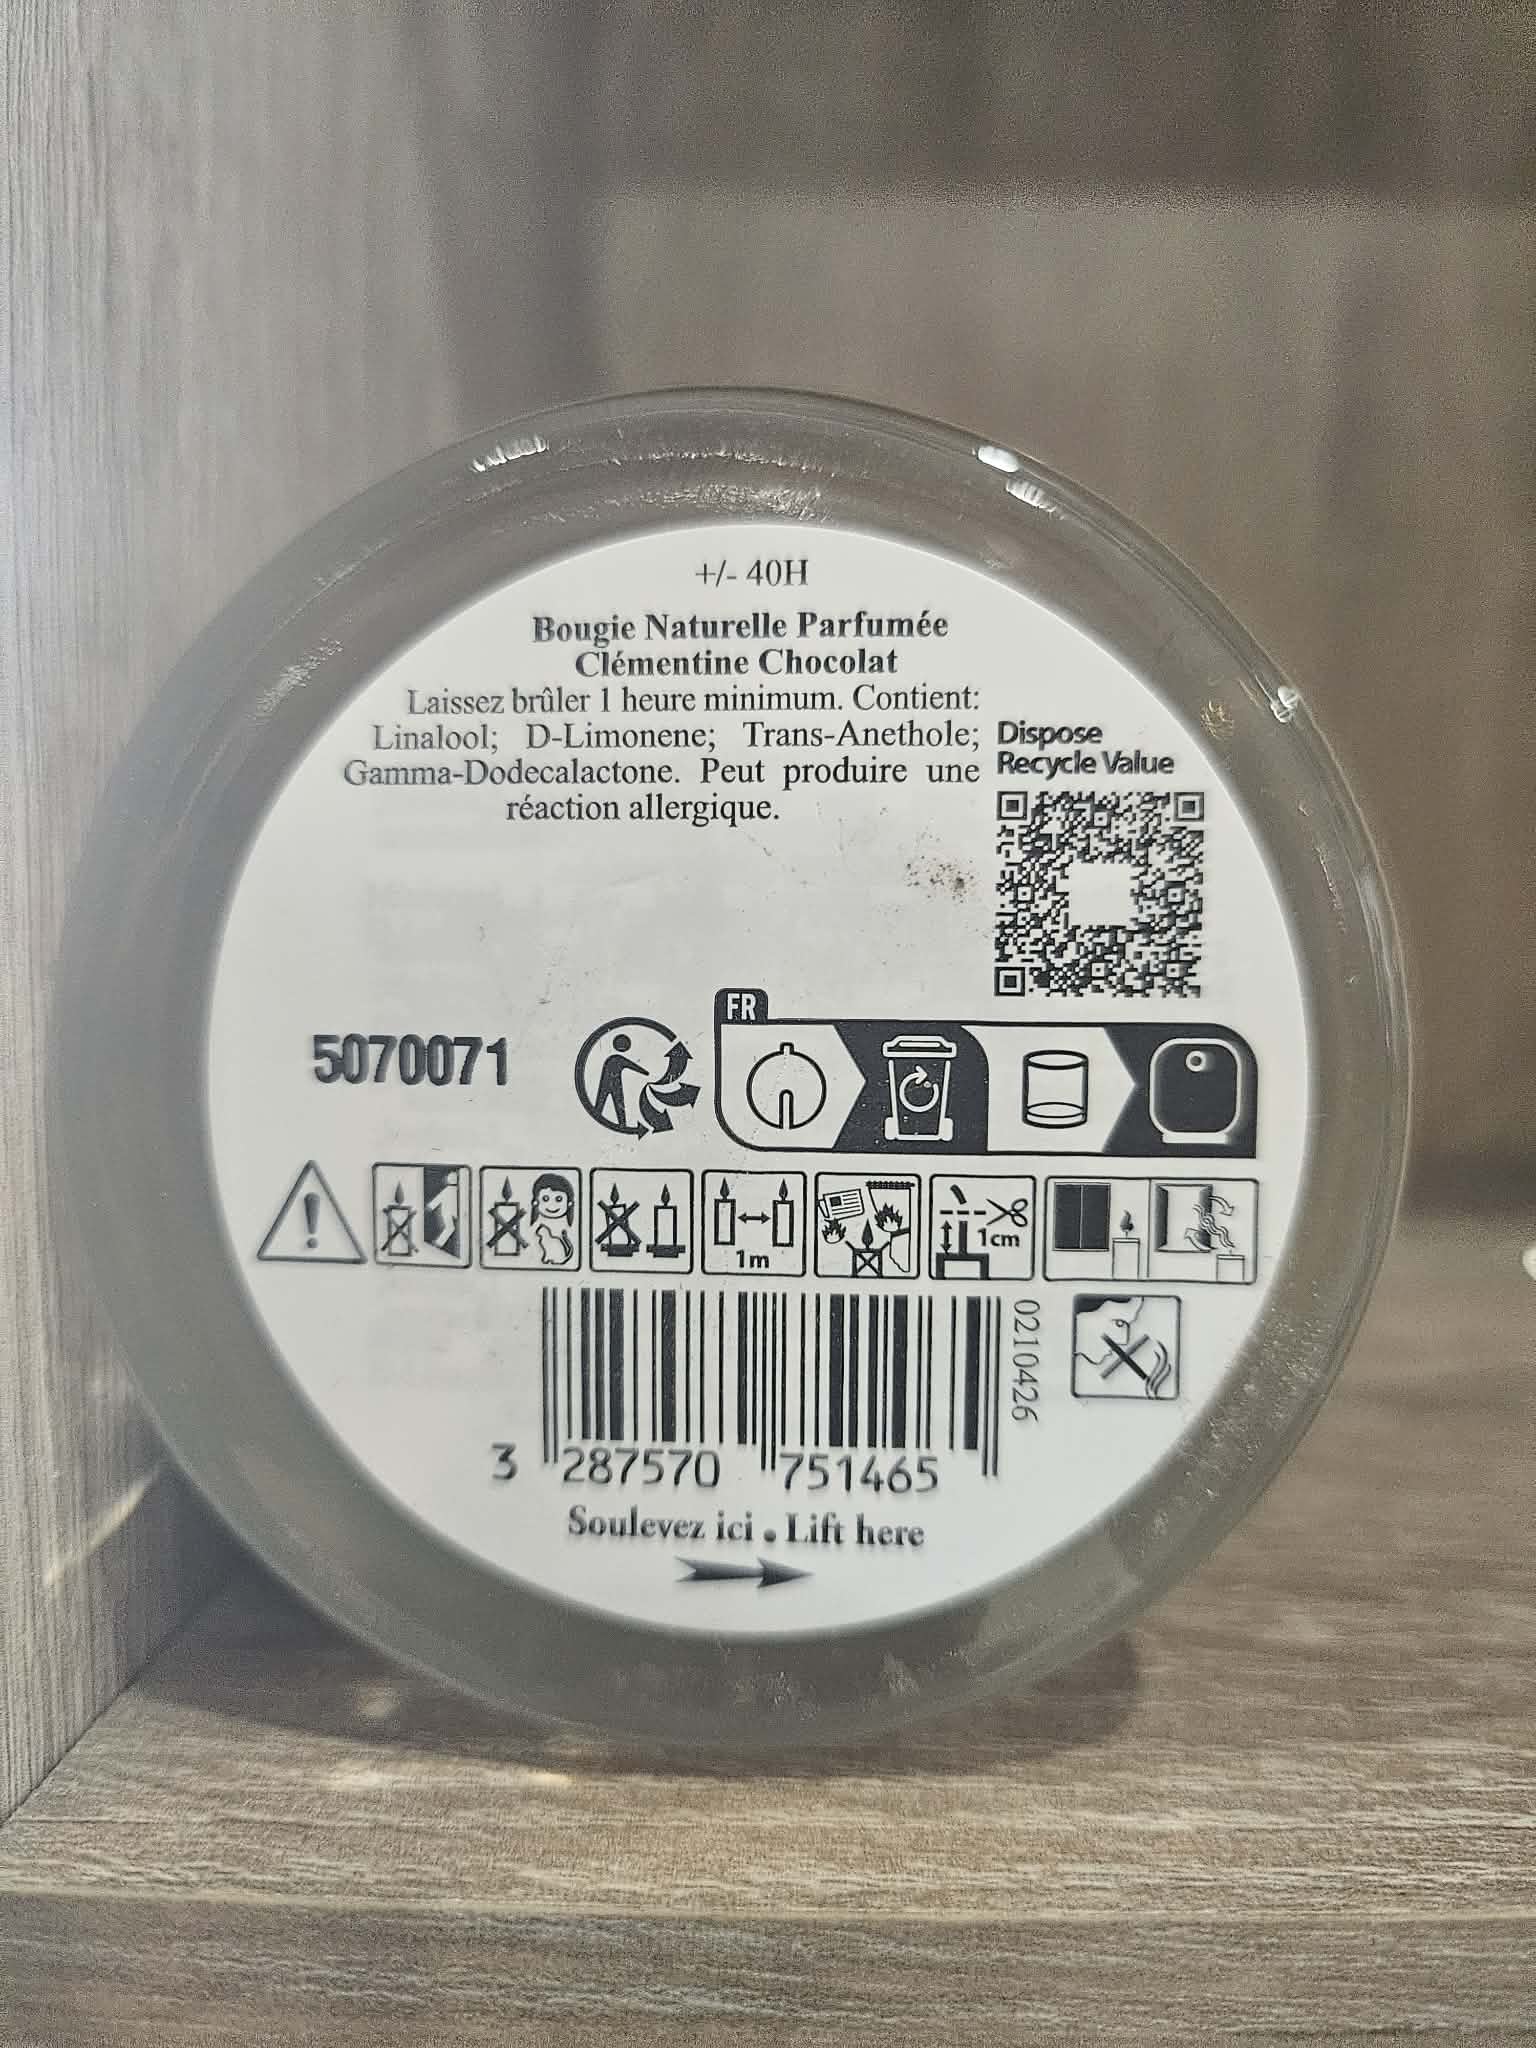 +/- 40H
Bougie Naturelle Parfumée
Clémentine Chocolat
Laissez brûler 1 heure minimum. Contient:
Linalool; D-Limonene; Trans-Anethole;
Gamma-Dodecalactone. Peut produire une
réaction allergique.
Dispose
Recycle Value
FR
5070071
1m
1cm
0210426
3 287570 751465
Soulevez ici . Lift here